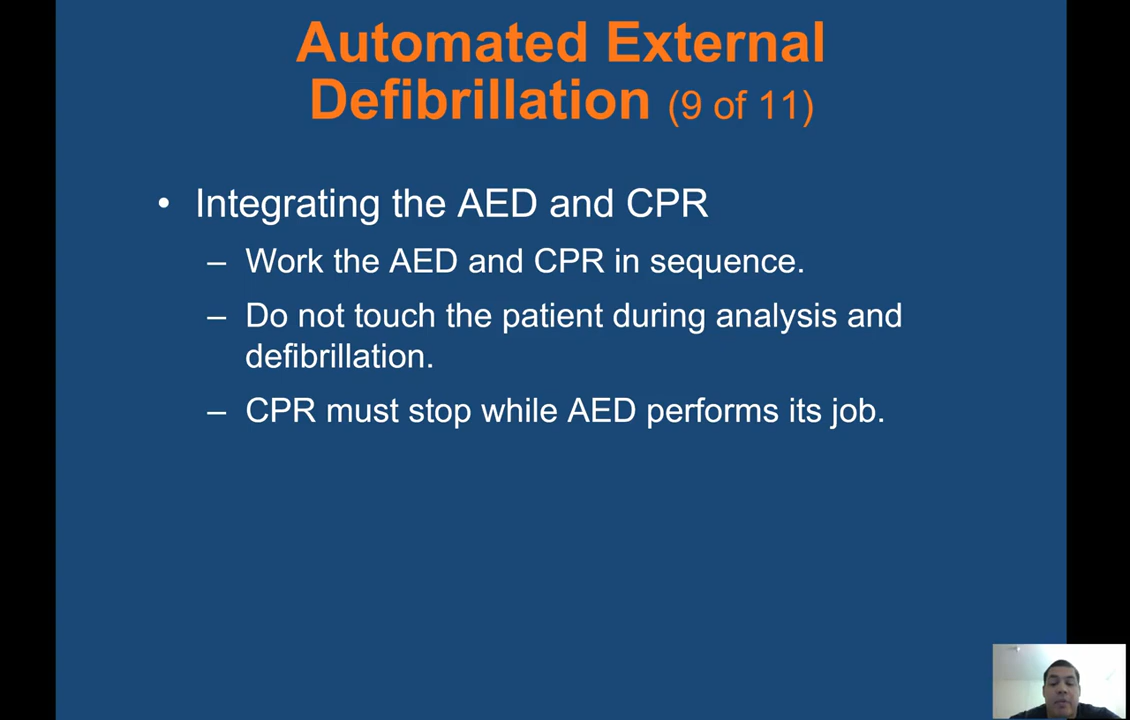 Automated External
Defibrillation (9 of 11)
• Integrating the AED and CPR
– Work the AED and CPR in sequence.
– Do not touch the patient during analysis and
defibrillation.
– CPR must stop while AED performs its job.